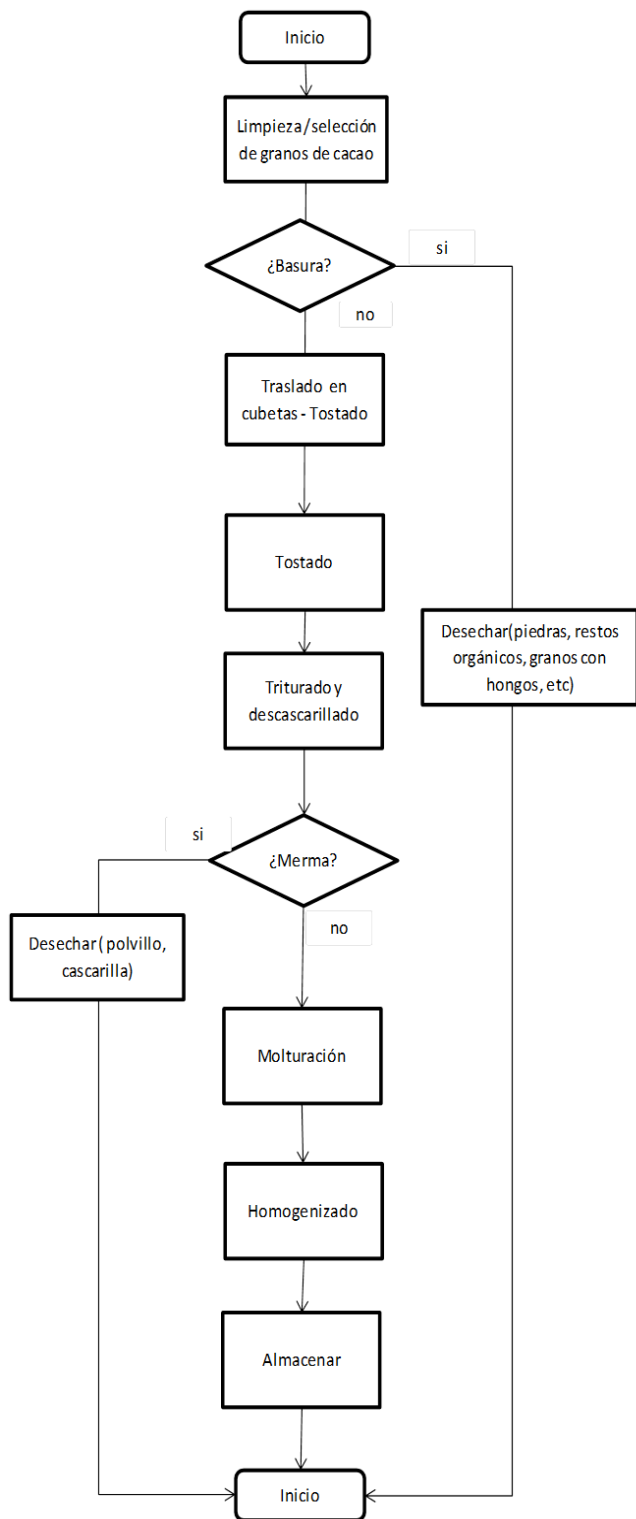 Inicio
Limpieza/selección
de granos de cacao
¿Basura?
si
no
Traslado en
cubetas - Tostado
Tostado
Desechar(piedras, restos
orgánicos, granos con
hongos, etc)
Triturado y
descascarillado
si
¿Merma?
no
Desechar ( polvillo,
cascarilla)
Molturación
Homogenizado
Almacenar
Inicio